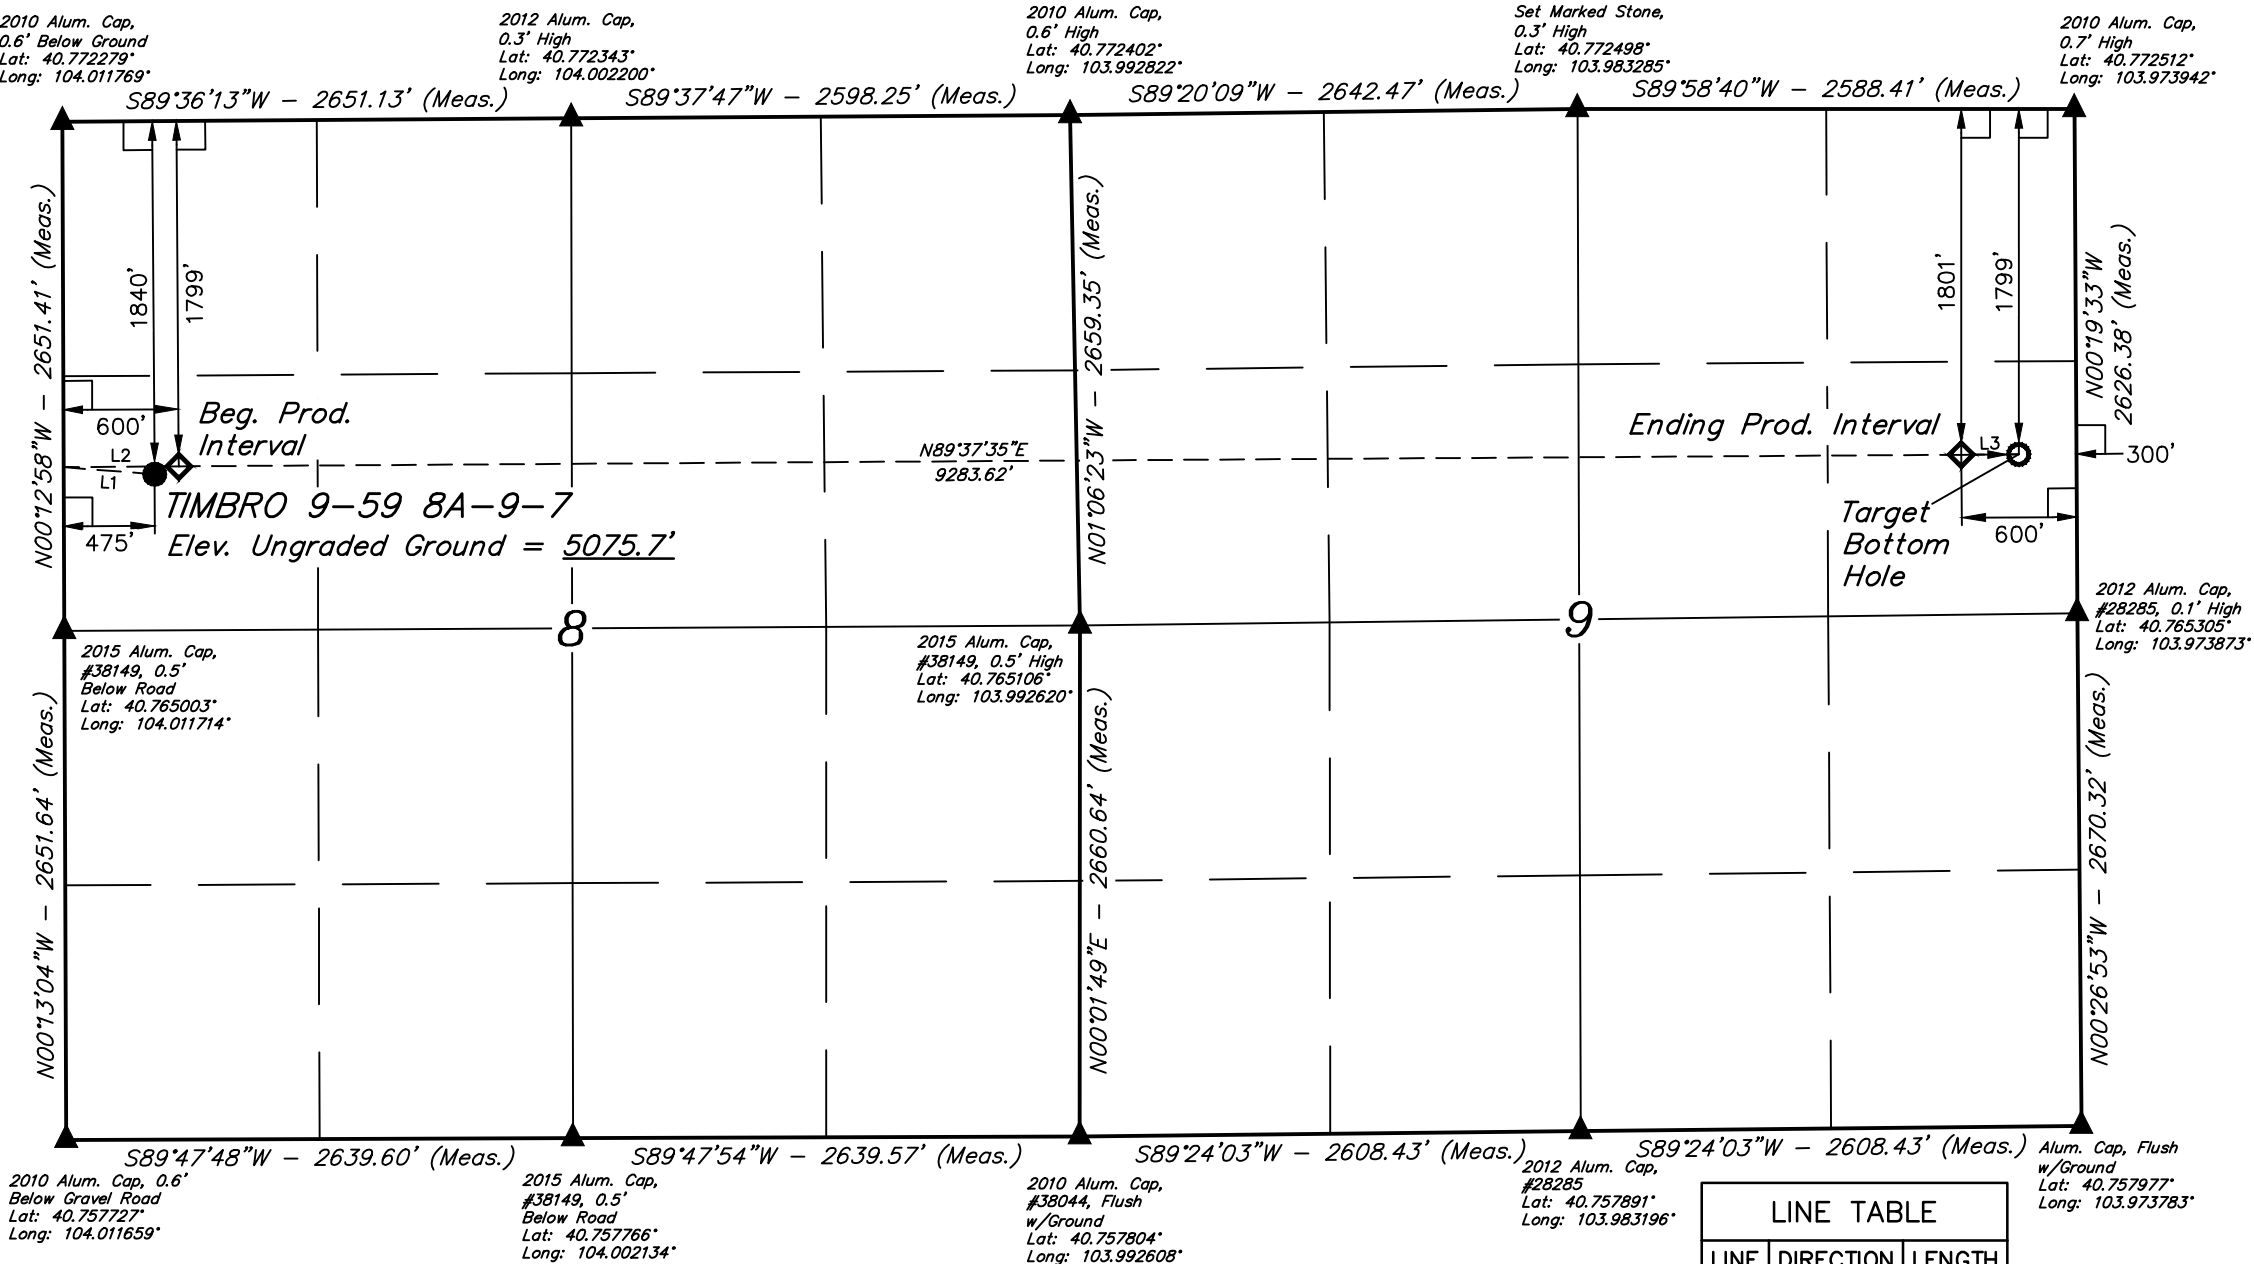 2010 Alum. Cap,
0.6' Below Ground
Lat: 40.772279°
Long: 104.011769°
2012 Alum. Cap,
0.3' High
Lat: 40.772343°
Long: 104.002200°
2010 Alum. Cap,
0.6' High
Lat: 40.772402°
Long: 103.992822°
Set Marked Stone,
0.3' High
Lat: 40.772498°
Long: 103.983285°
2010 Alum. Cap,
0.7' High
Lat: 40.772512°
Long: 103.973942°
S89°36'13"W - 2651.13' (Meas.)
S89°37'47"W - 2598.25' (Meas.)
S89°20'09"W - 2642.47' (Meas.)
S89°58'40"W - 2588.41' (Meas.)
N00°12'58"W - 2651.41' (Meas.)
1840'
1799'
N01°06'23"W - 2659.35' (Meas.)
1801'
1799'
N00°19'33"W
2626.38' (Meas.)
600'
Beg. Prod.
Interval
L2
L1
N89°37'35"E
9283.62'
Ending Prod. Interval
L3
300'
475'
TIMBRO 9-59 8A-9-7
Elev. Ungraded Ground = 5075.7'
Target
Bottom
Hole
600'
8
9
2015 Alum. Cap,
#38149, 0.5'
Below Road
Lat: 40.765003°
Long: 104.011714°
2015 Alum. Cap,
#38149, 0.5' High
Lat: 40.765106°
Long: 103.992620°
2012 Alum. Cap,
#28285, 0.1' High
Lat: 40.765305°
Long: 103.973873°
N00°13'04"W - 2651.64' (Meas.)
N00°01'49"E - 2660.64' (Meas.)
N00°26'53"W - 2670.32' (Meas.)
S89°47'48"W - 2639.60' (Meas.)
S89°47'54"W - 2639.57' (Meas.)
S89°24'03"W - 2608.43' (Meas.)
S89°24'03"W - 2608.43' (Meas.)
2010 Alum. Cap, 0.6'
Below Gravel Road
Lat: 40.757727°
Long: 104.011659°
2015 Alum. Cap,
#38149, 0.5'
Below Road
Lat: 40.757766°
Long: 104.002134°
2010 Alum. Cap,
#38044, Flush
w/Ground
Lat: 40.757804°
Long: 103.992608°
2012 Alum. Cap,
#28285
Lat: 40.757891°
Long: 103.983196°
Alum. Cap, Flush
w/Ground
Lat: 40.757977°
Long: 103.973783°
LINE TABLE
LINE DIRECTION LENGTH